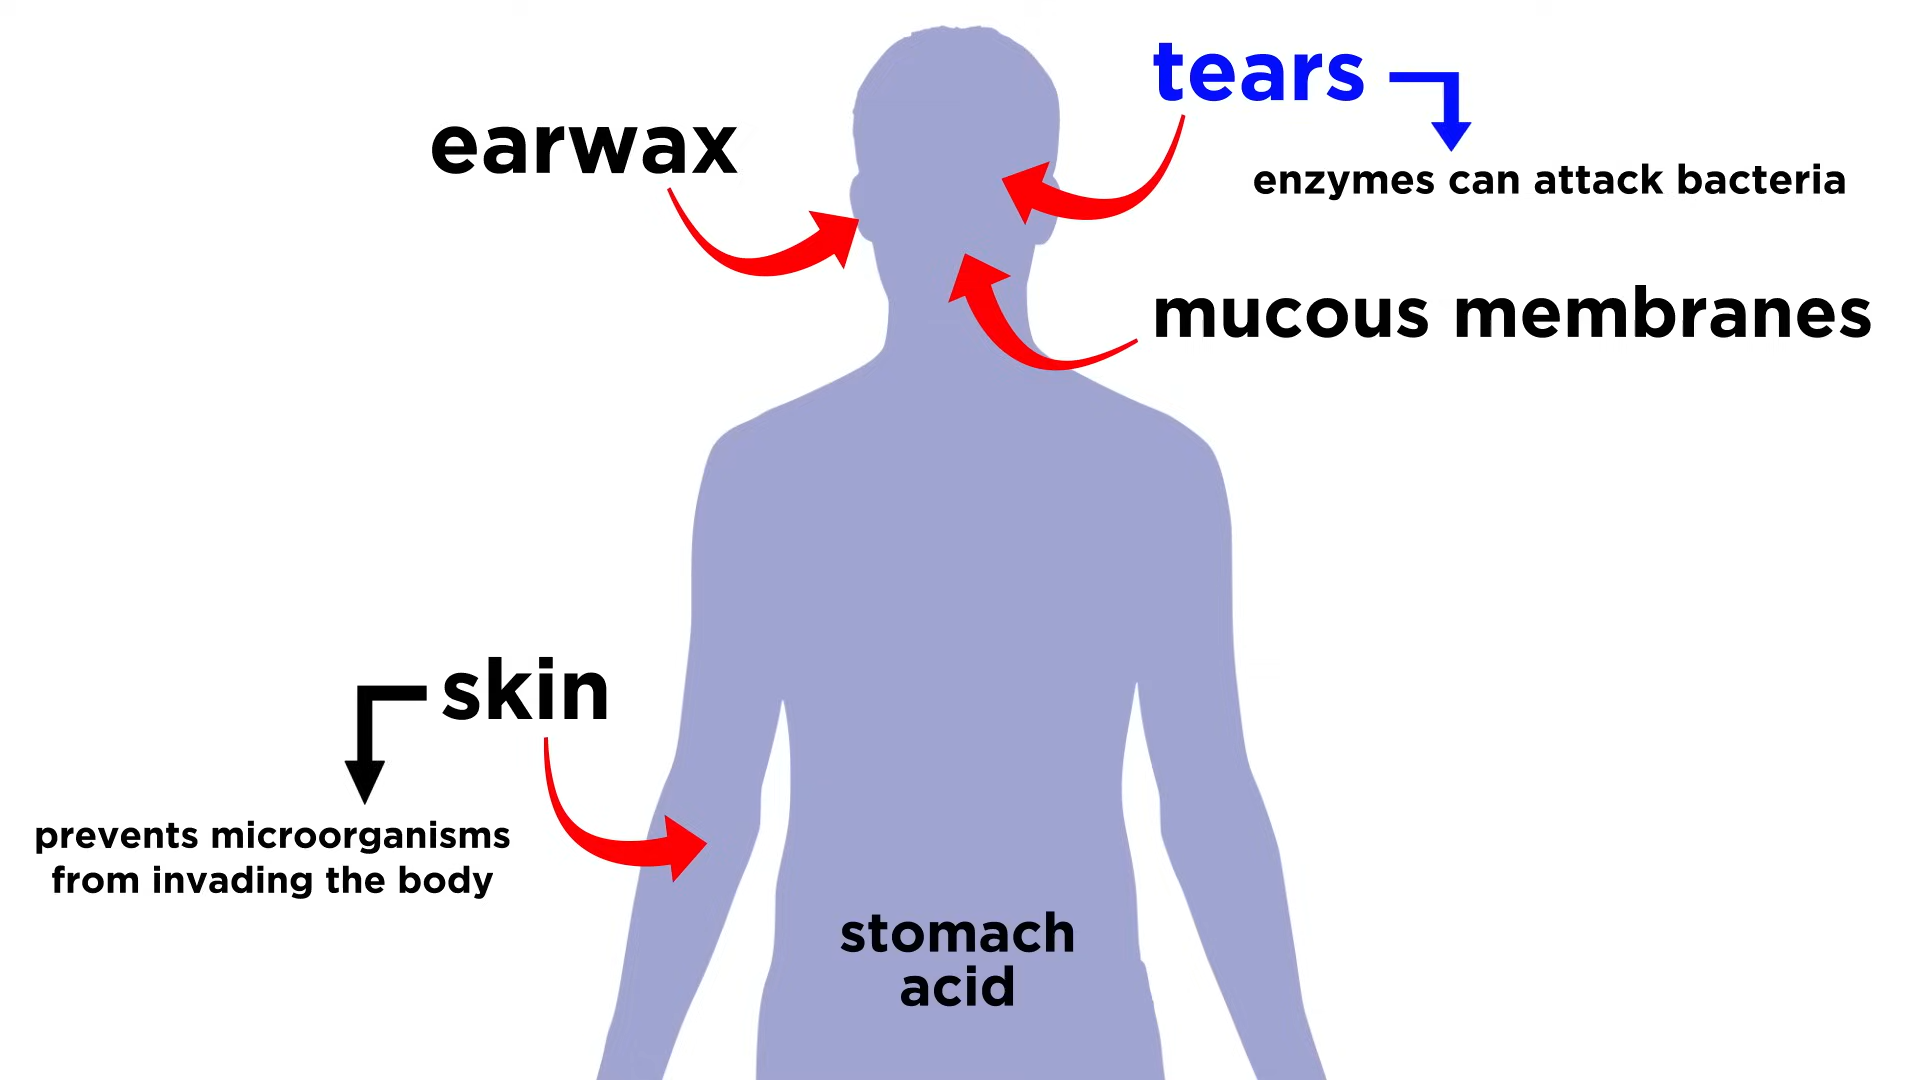 tears
earwax
enzymes can attack bacteria
mucous membranes
skin
prevents microorganisms
from invading the body
stomach
acid